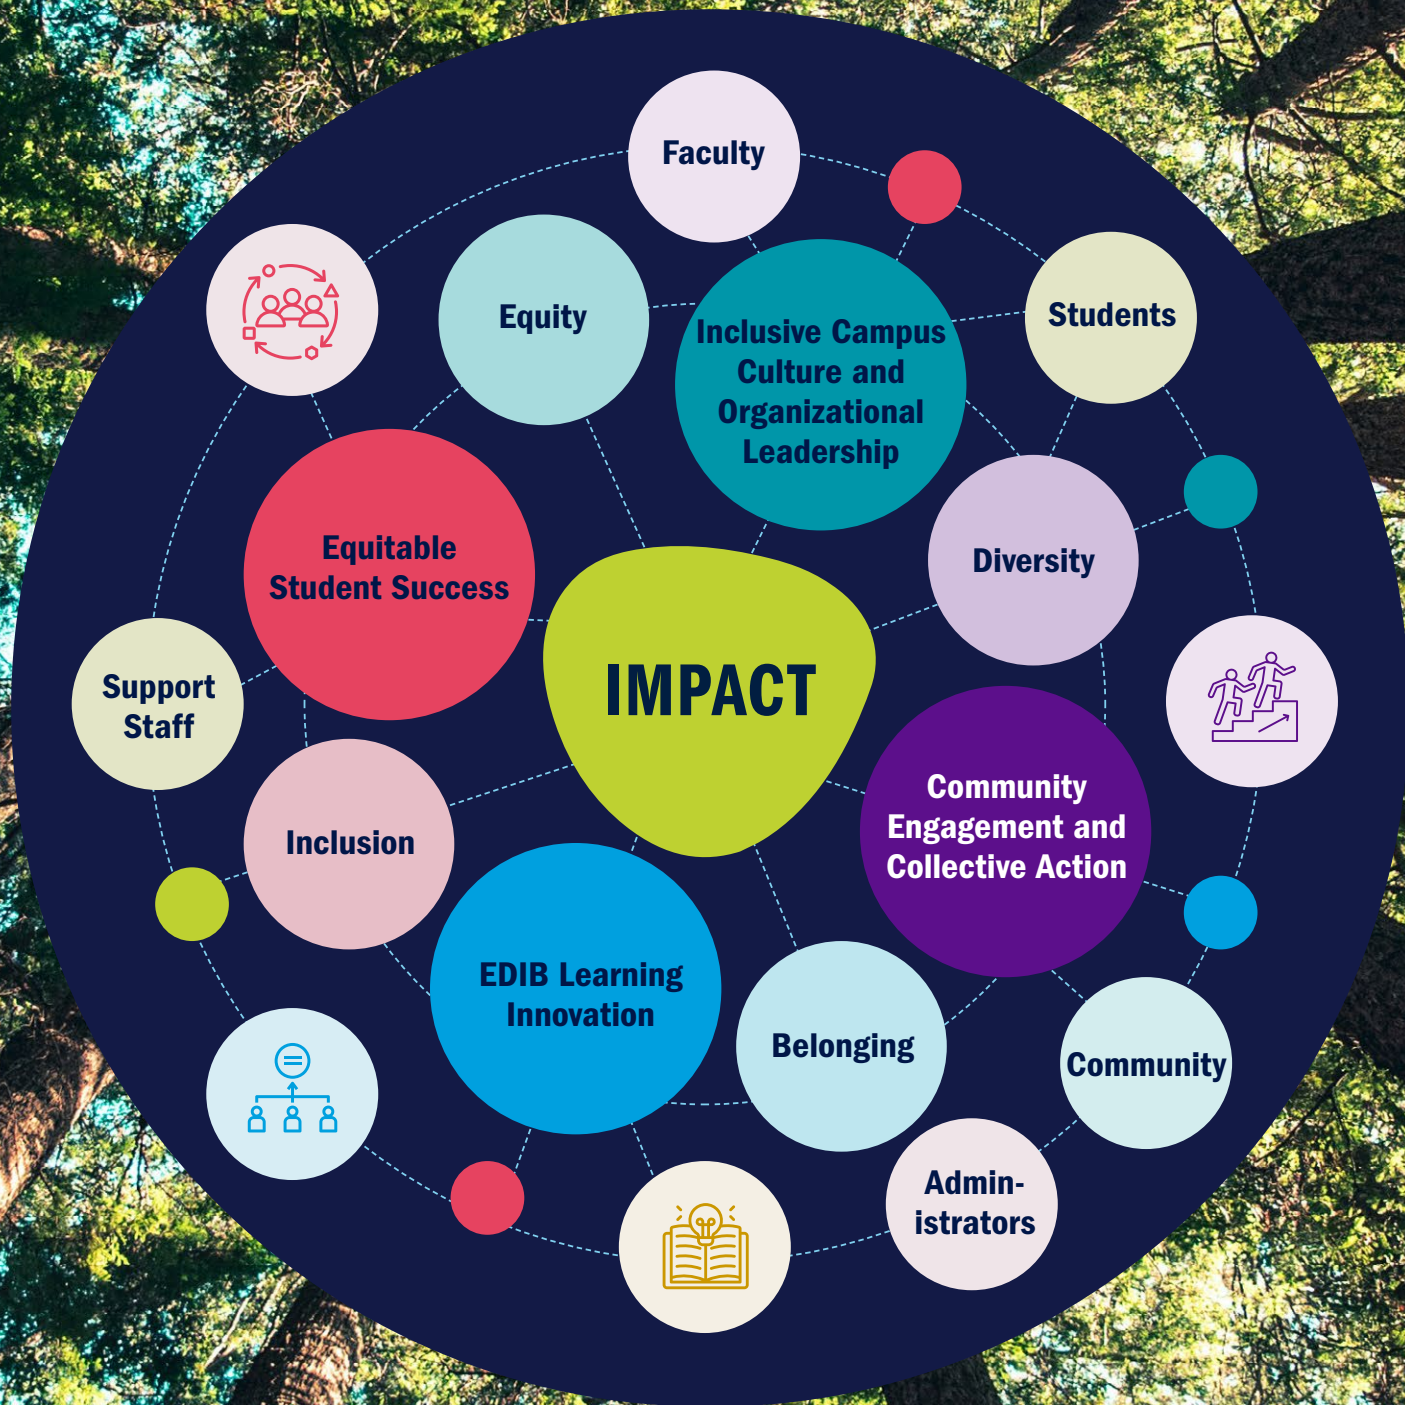 Faculty
Equity
Inclusive Campus
Culture and
Organizational
Leadership
Students
Equitable
Student Success
Diversity
IMPACT
Support
Staff
Community
Engagement and
Collective Action
Inclusion
EDIB Learning
Innovation
Belonging
Community
Admin-
istrators